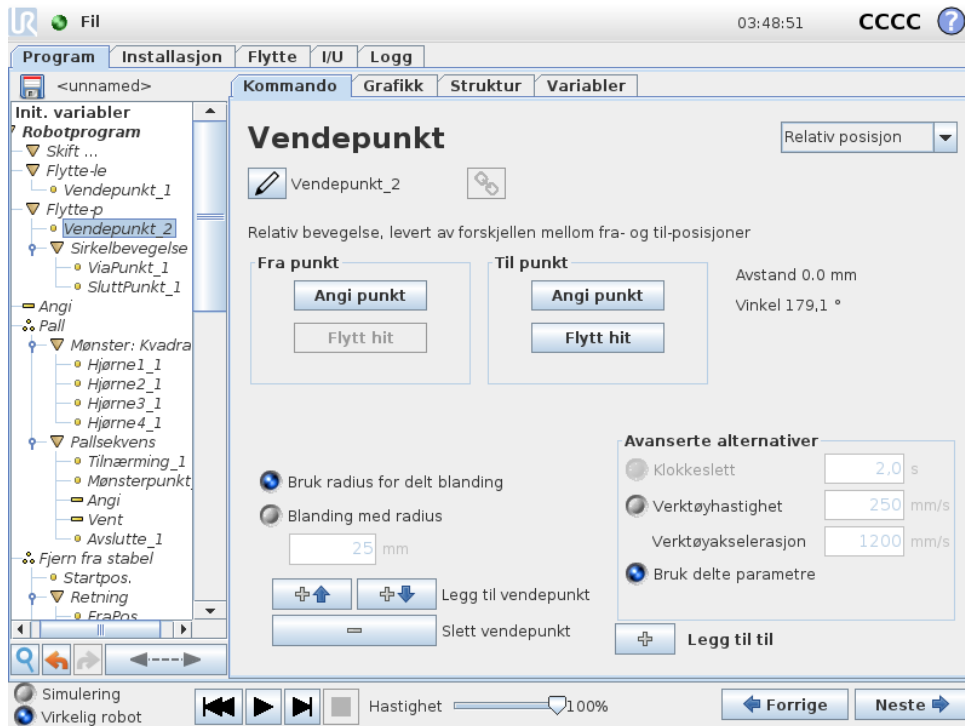 UR Fil 03:48:51 CCCC ?
Program Installasjon Flytte I/U Logg
<unnamed>
Kommando Grafikk Struktur Variabler
Init. variabler
Robotprogram
Skift ...
Flytte-le
Vendepunkt_1
Flytte-p
Vendepunkt_2
Sirkelbevegelse
ViaPunkt_1
SluttPunkt_1
Angi
Pall
Mønster: Kvadra
Hjørne1_1
Hjørne2_1
Hjørne3_1
Hjørne4_1
Pallsekvens
Tilnærming_1
Mønsterpunkt_
Angi
Vent
Avslutte_1
Fjern fra stabel
Startpos.
Retning
FraPos
Vendepunkt
Relativ posisjon
Vendepunkt_2
Relativ bevegelse, levert av forskjellen mellom fra- og til-posisjoner
Fra punkt
Angi punkt
Flytt hit
Til punkt
Angi punkt
Flytt hit
Avstand 0.0 mm
Vinkel 179,1 °
Bruk radius for delt blanding
Blanding med radius
25 mm
Legg til vendepunkt
Slett vendepunkt
Avanserte alternativer
Klokkeslett 2,0 s
Verktøyhastighet 250 mm/s
Verktøyakselerasjon 1200 mm/s
Bruk delte parametre
Legg til til
Simulering
Virkelig robot
Hastighet 100%
Forrige
Neste